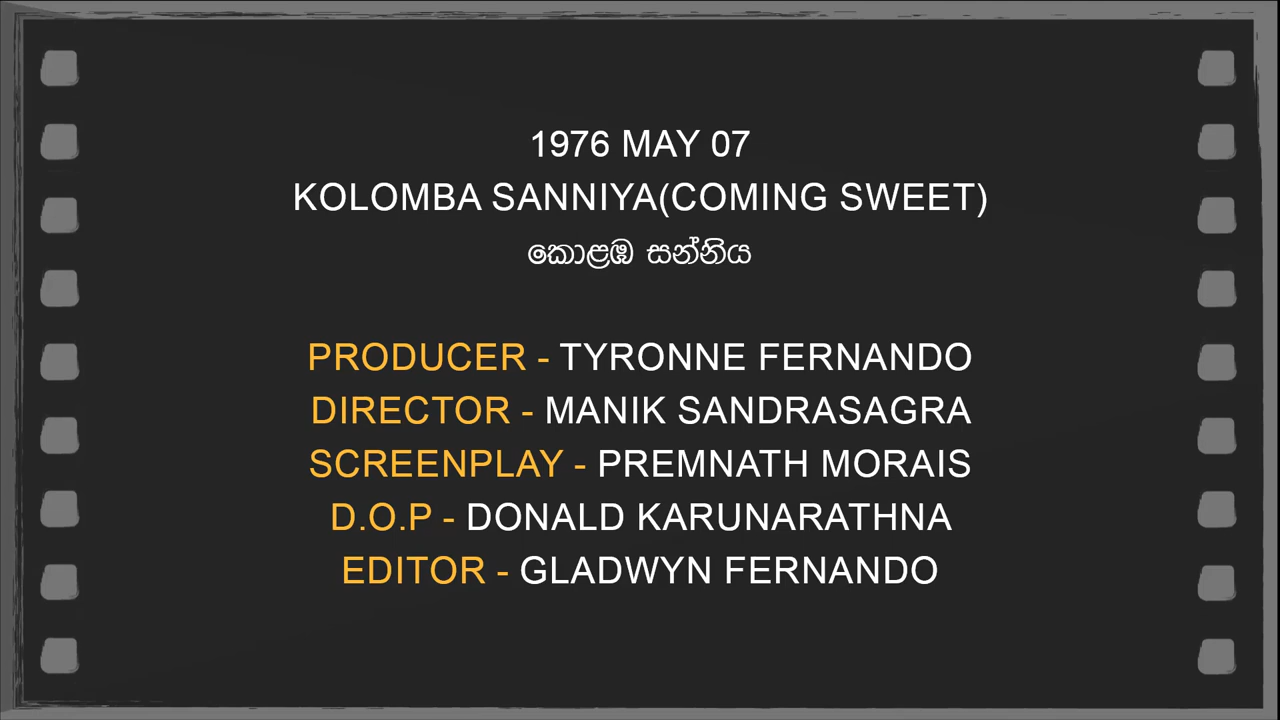 1976 MAY 07
KOLOMBA SANNIYA(COMING SWEET)
කොළඹ සන්නිය
PRODUCER - TYRONNE FERNANDO
DIRECTOR - MANIK SANDRASAGRA
SCREENPLAY - PREMNATH MORAIS
D.O.P - DONALD KARUNARATHNA
EDITOR - GLADWYN FERNANDO